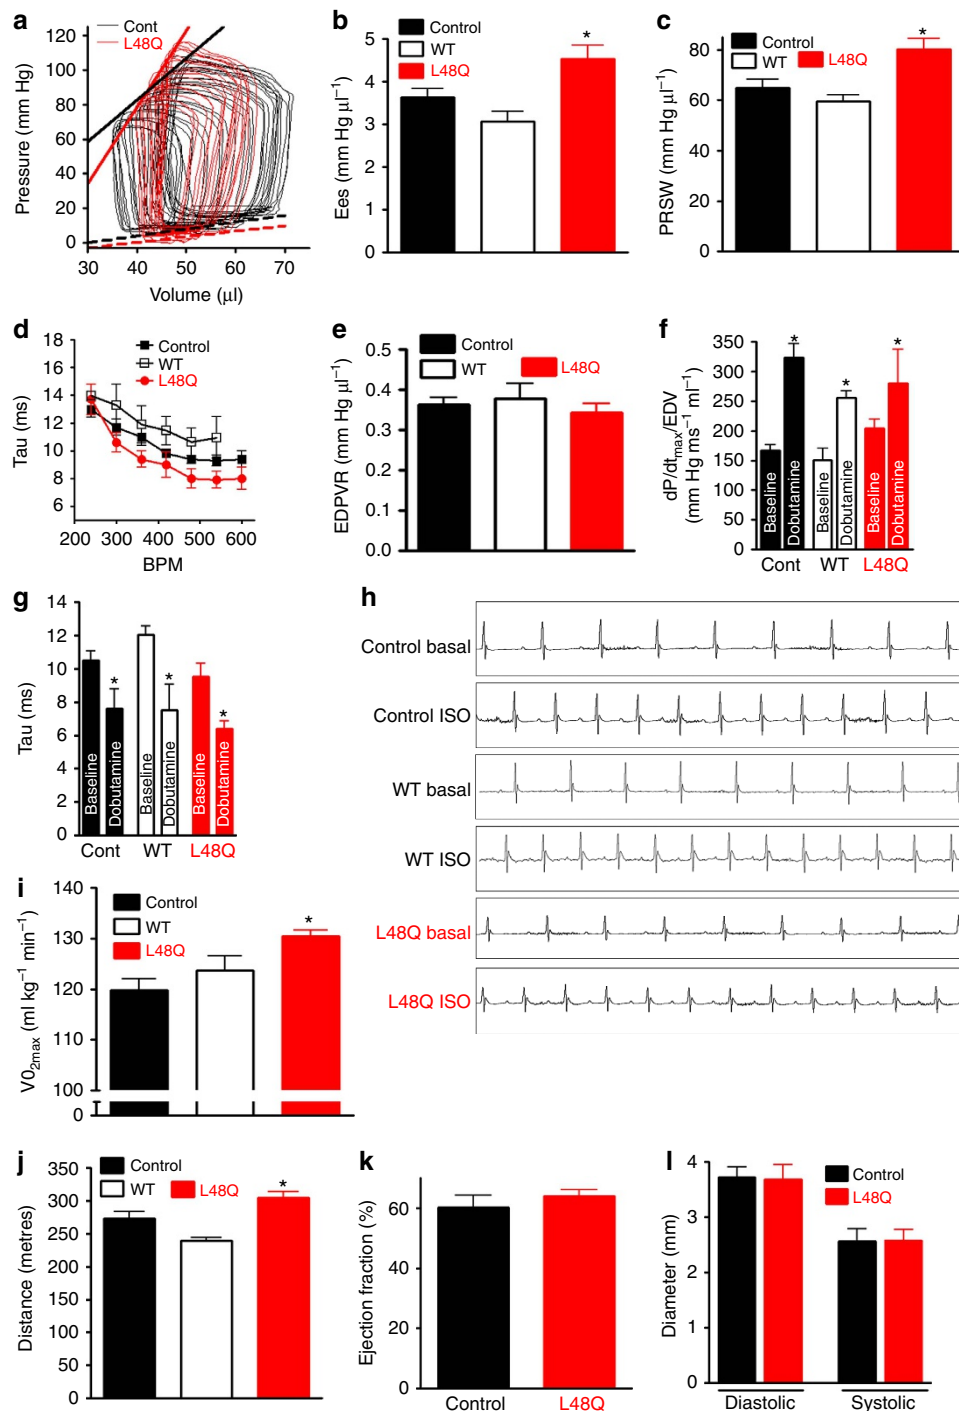 a
Cont
L48Q
Pressure (mm Hg)
120
100
80
60
40
20
0
30 40 50 60 70
Volume (μl)
b
Control
WT
L48Q
*
Ees (mm Hg μl⁻¹)
5
4
3
2
1
0
c
Control
WT
L48Q
*
PRSW (mm Hg μl⁻¹)
80
60
40
20
0
d
Control
WT
L48Q
Tau (ms)
14
12
10
8
6
200 300 400 500 600
BPM
e
Control
WT
L48Q
EDPVR (mm Hg μl⁻¹)
0.5
0.4
0.3
0.2
0.1
0.0
f
dP/dtmax/EDV
(mm Hg ms⁻¹ ml⁻¹)
350
300
250
200
150
100
50
0
* * *
Baseline Dobutamine Baseline Dobutamine Baseline Dobutamine
Cont WT L48Q
g
Tau (ms)
14
12
10
8
6
4
2
0
* * *
Baseline Dobutamine Baseline Dobutamine Baseline Dobutamine
Cont WT L48Q
h
Control basal
Control ISO
WT basal
WT ISO
L48Q basal
L48Q ISO
i
Control
WT
L48Q
*
V02max (ml kg⁻¹ min⁻¹)
140
130
120
110
100
0
j
Control
WT
L48Q
*
Distance (metres)
350
300
250
200
150
100
50
0
k
Ejection fraction (%)
60
40
20
0
Control L48Q
l
Control
L48Q
Diameter (mm)
4
3
2
1
0
Diastolic Systolic